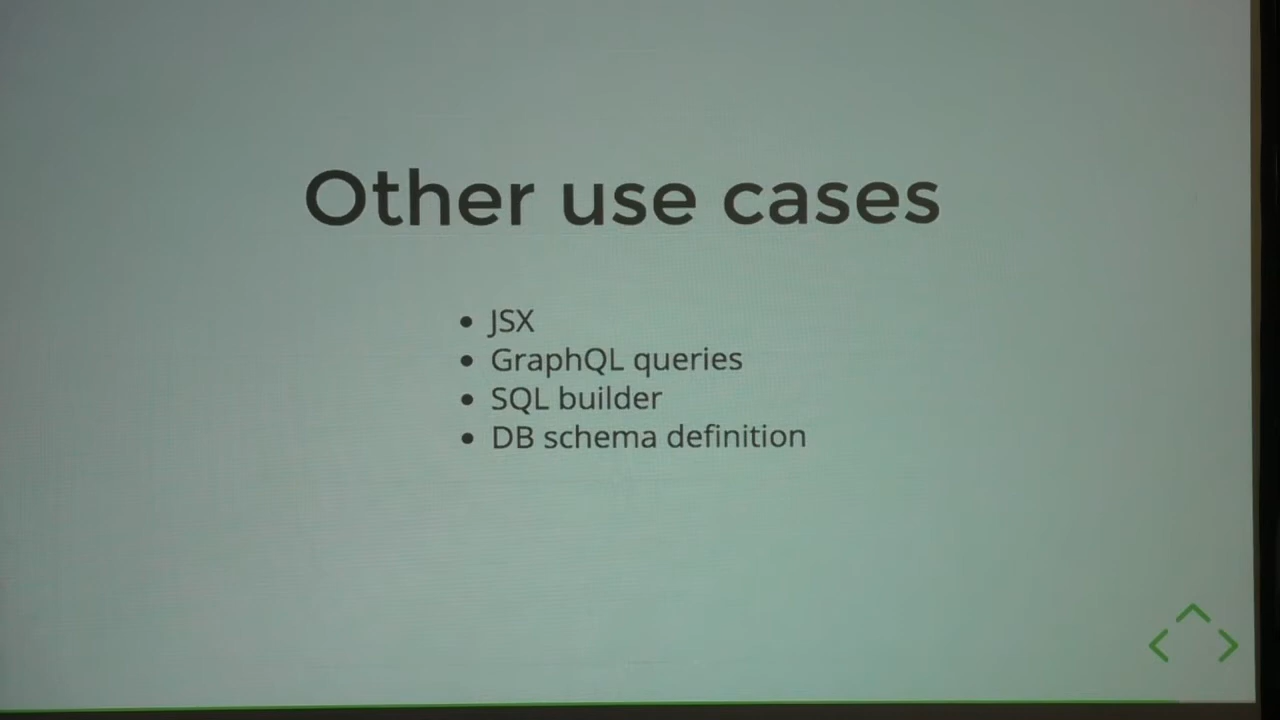 Other use cases
JSX
GraphQL queries
SQL builder
DB schema definition